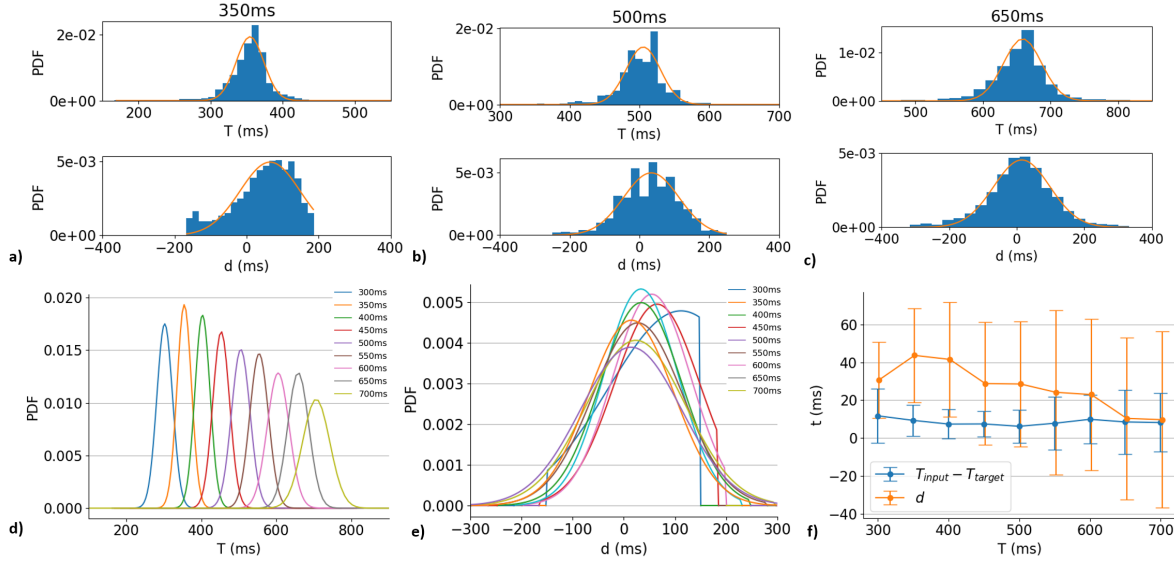 350ms
500ms
650ms
PDF
2e-02
0e+00
200
300
400
500
T (ms)
PDF
2e-02
0e+00
300
400
500
600
700
T (ms)
PDF
1e-02
0e+00
500
600
700
800
T (ms)
PDF
5e-03
0e+00
−400
−200
0
200
400
d (ms)
a)
PDF
5e-03
0e+00
−400
−200
0
200
400
d (ms)
b)
PDF
5e-03
0e+00
−400
−200
0
200
400
d (ms)
c)
PDF
0.020
0.015
0.010
0.005
0.000
200
400
600
800
T (ms)
300ms
350ms
400ms
450ms
500ms
550ms
600ms
650ms
700ms
d)
PDF
0.005
0.004
0.003
0.002
0.001
0.000
−300
−200
−100
0
100
200
300
d (ms)
300ms
350ms
400ms
450ms
500ms
550ms
600ms
650ms
700ms
e)
t (ms)
60
40
20
0
−20
−40
300
400
500
600
700
T (ms)
T_input − T_target
d
f)